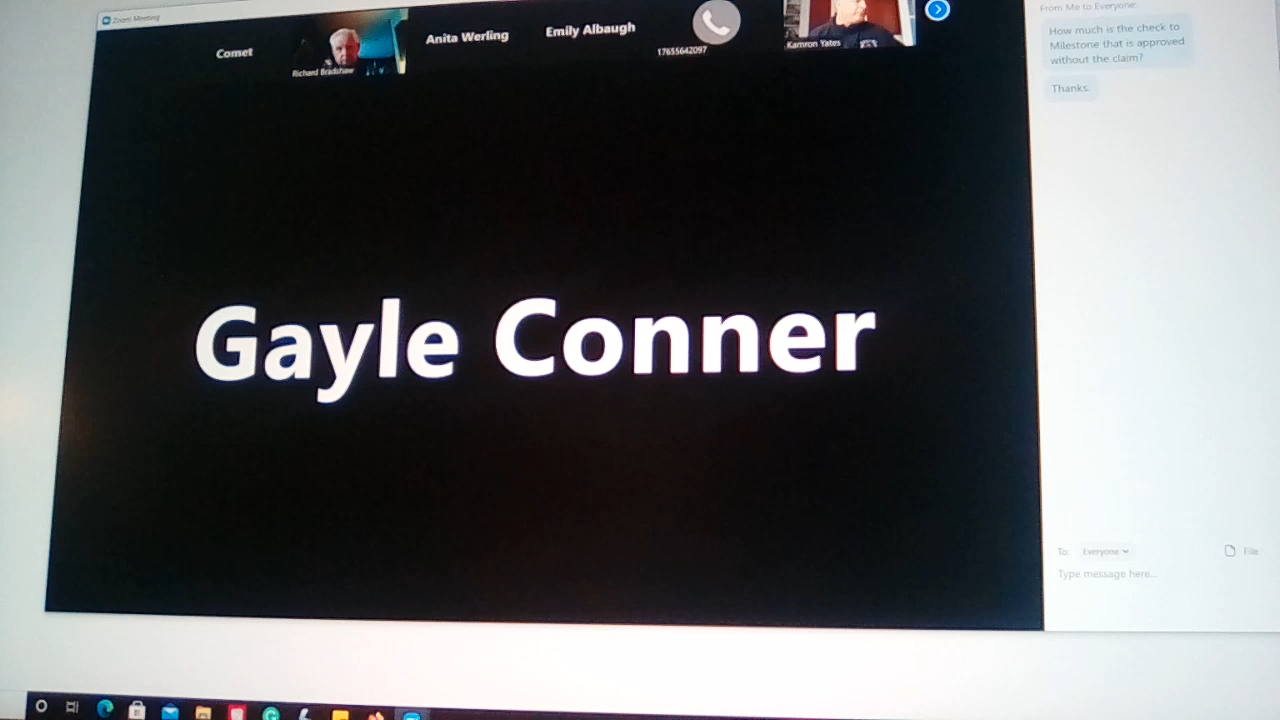 Zoom Meeting
Comet
Richard Bradshaw
Anita Werling
Emily Albaugh
17655642097
Kamron Yates
From Me to Everyone:
How much is the check to
Milestone that is approved
without the claim?
Thanks.
Gayle Conner
To: Everyone
File
Type message here...